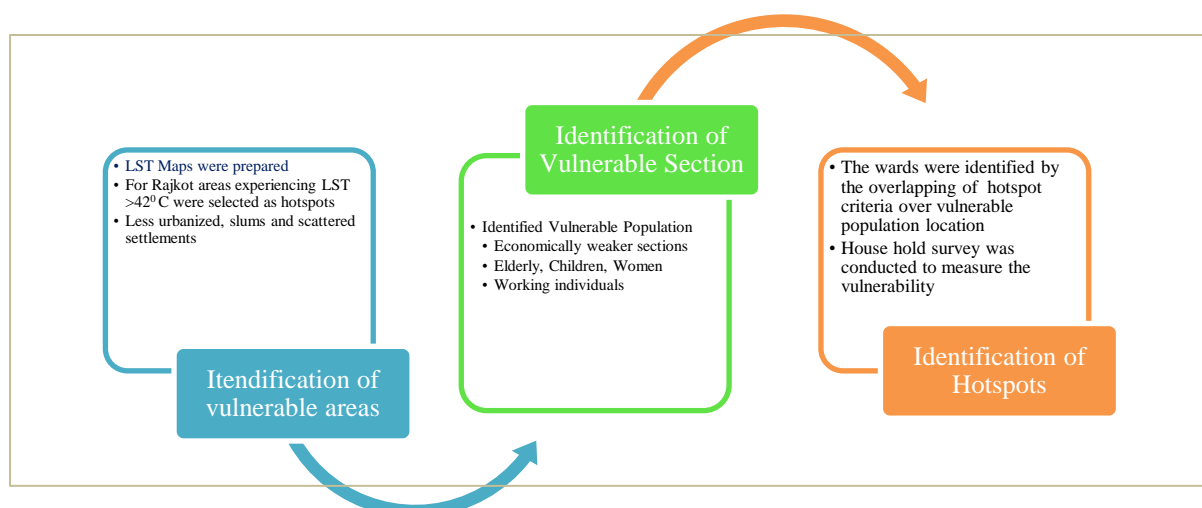 • LST Maps were prepared
• For Rajkot areas experiencing LST
>42⁰ C were selected as hotspots
• Less urbanized, slums and scattered
settlements
Itendification of
vulnerable areas
Identification of
Vulnerable Section
• Identified Vulnerable Population
• Economically weaker sections
• Elderly, Children, Women
• Working individuals
• The wards were identified by
the overlapping of hotspot
criteria over vulnerable
population location
• House hold survey was
conducted to measure the
vulnerability
Identification of
Hotspots